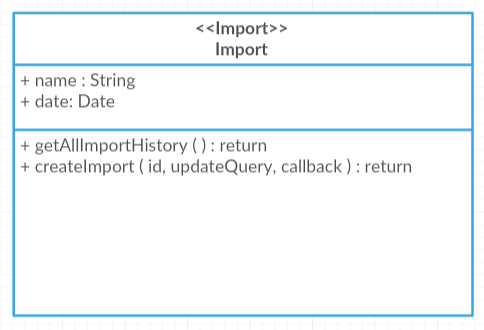 <<Import>>
Import
+ name : String
+ date: Date
+ getAllImportHistory ( ) : return
+ createImport ( id, updateQuery, callback ) : return